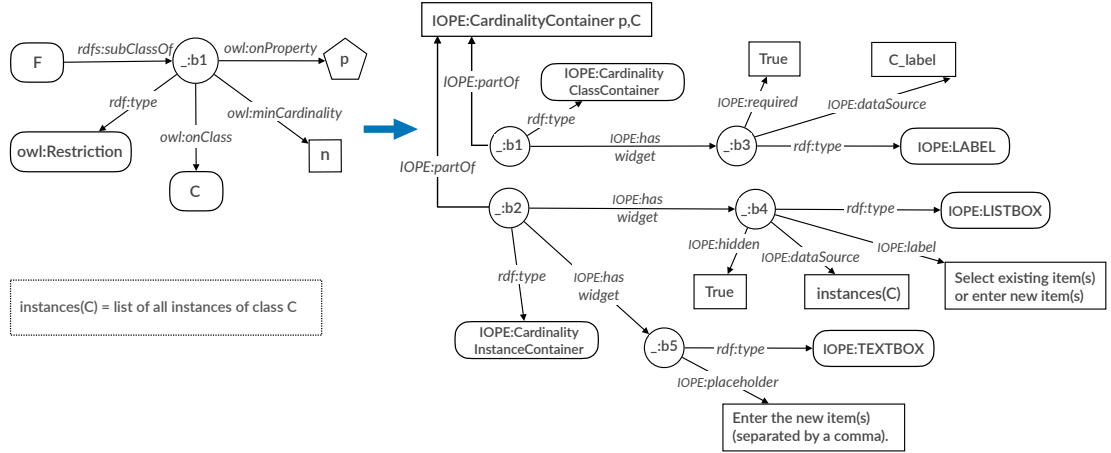 F
rdfs:subClassOf
_:b1
owl:onProperty
p
rdf:type
owl:onClass
owl:minCardinality
owl:Restriction
C
n
instances(C) = list of all instances of class C
IOPE:CardinalityContainer p,C
IOPE:partOf
IOPE:partOf
IOPE:Cardinality
ClassContainer
rdf:type
_:b1
IOPE:has
widget
_:b3
IOPE:required
True
IOPE:dataSource
C_label
rdf:type
IOPE:LABEL
_:b2
IOPE:has
widget
_:b4
rdf:type
IOPE:LISTBOX
IOPE:hidden
True
IOPE:dataSource
instances(C)
IOPE:label
Select existing item(s)
or enter new item(s)
rdf:type
IOPE:Cardinality
InstanceContainer
IOPE:has
widget
_:b5
rdf:type
IOPE:TEXTBOX
IOPE:placeholder
Enter the new item(s)
(separated by a comma).